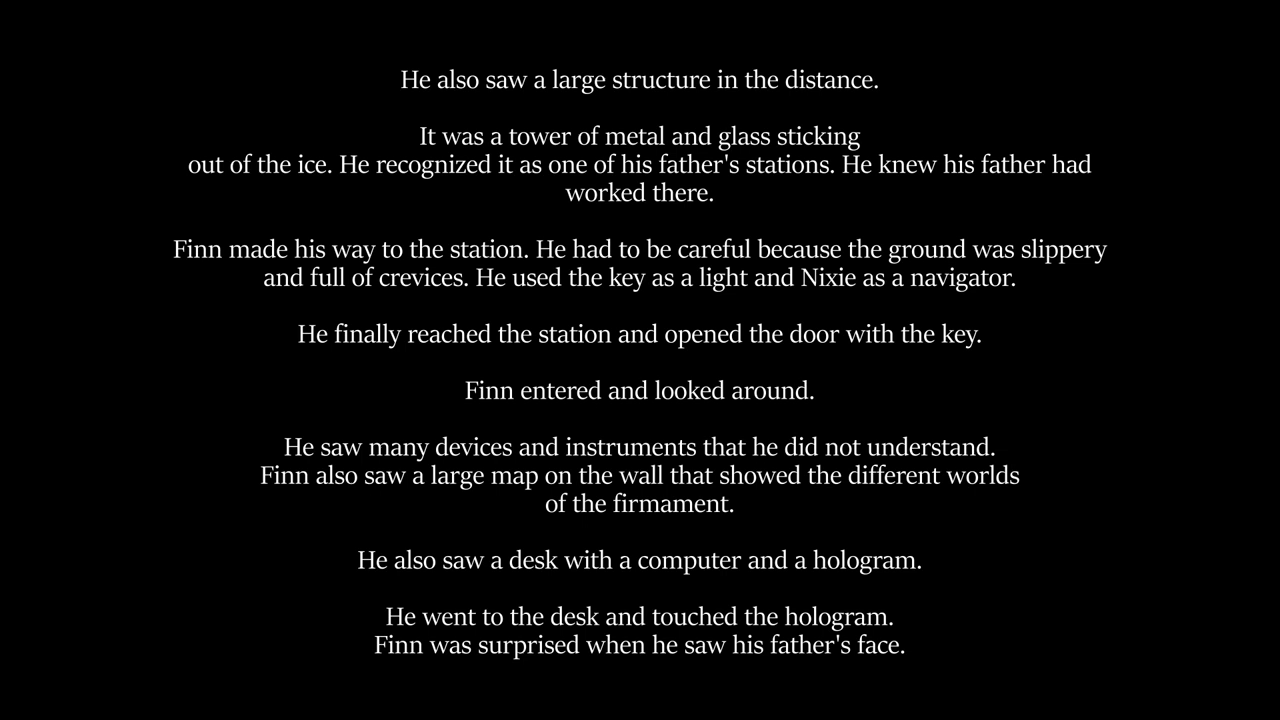 He also saw a large structure in the distance.
It was a tower of metal and glass sticking
out of the ice. He recognized it as one of his father's stations. He knew his father had
worked there.
Finn made his way to the station. He had to be careful because the ground was slippery
and full of crevices. He used the key as a light and Nixie as a navigator.
He finally reached the station and opened the door with the key.
Finn entered and looked around.
He saw many devices and instruments that he did not understand.
Finn also saw a large map on the wall that showed the different worlds
of the firmament.
He also saw a desk with a computer and a hologram.
He went to the desk and touched the hologram.
Finn was surprised when he saw his father's face.